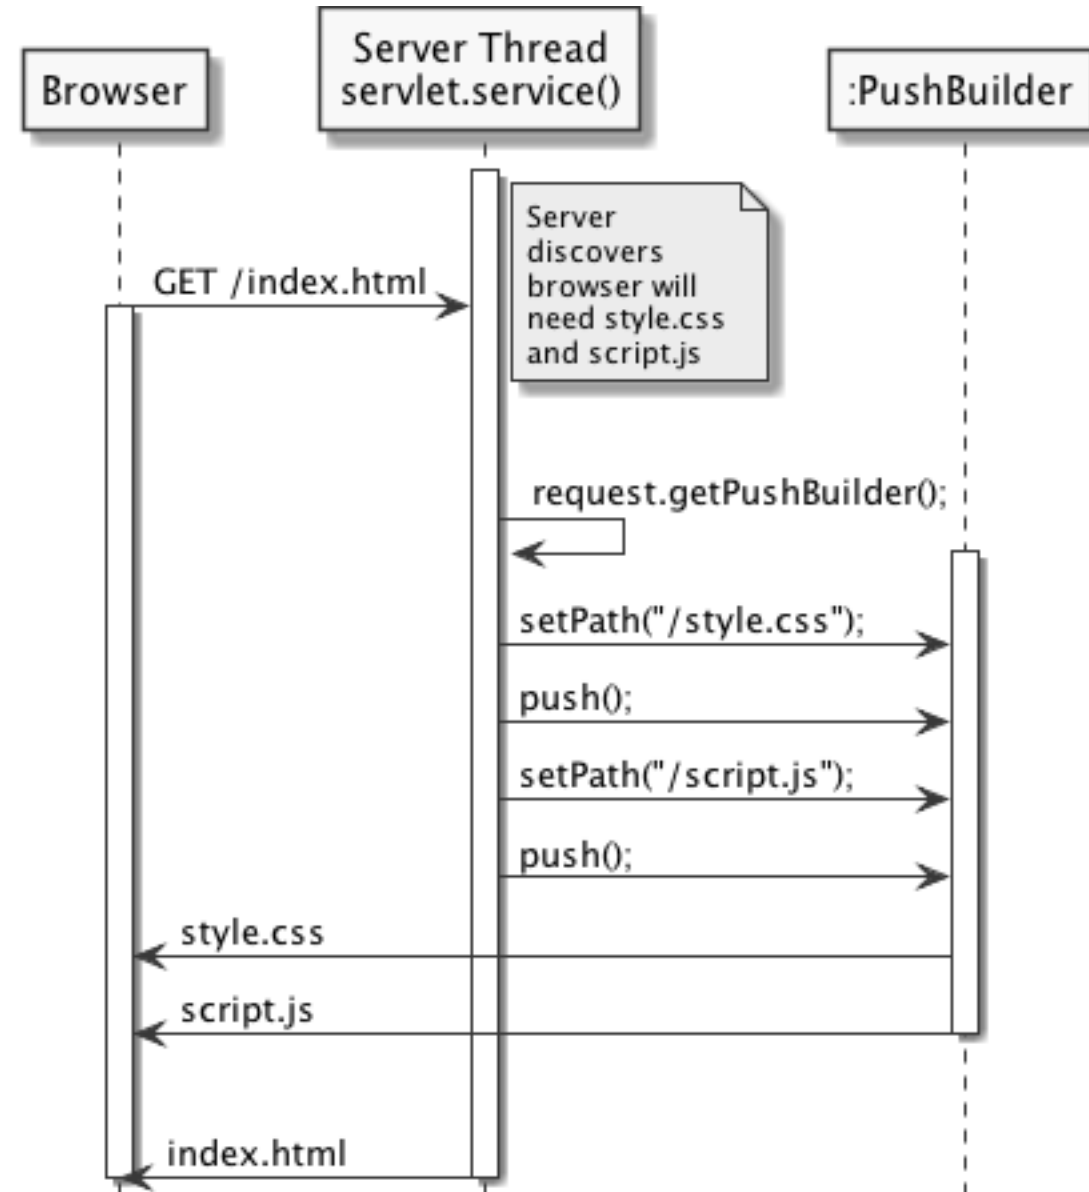 Browser
Server Thread
servlet.service()
:PushBuilder
Server
discovers
browser will
need style.css
and script.js
GET /index.html
request.getPushBuilder();
setPath("/style.css");
push();
setPath("/script.js");
push();
style.css
script.js
index.html